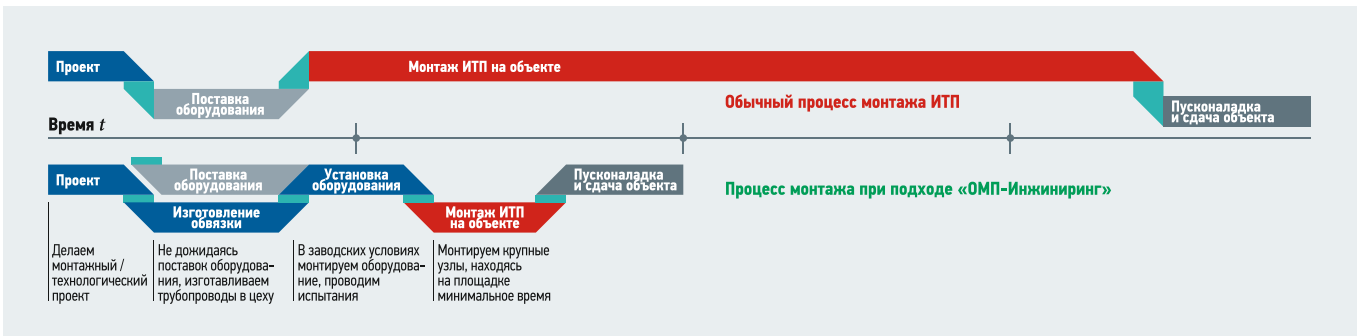 Проект
Монтаж ИТП на объекте
Поставка
оборудования
Обычный процесс монтажа ИТП
Пусконаладка
и сдача объекта
Время t
Проект
Поставка
оборудования
Установка
оборудования
Пусконаладка
и сдача объекта
Процесс монтажа при подходе «ОМП-Инжиниринг»
Изготовление
обвязки
Монтаж ИТП
на объекте
Делаем
монтажный /
технологический
проект
Не дожидаясь
поставок оборудова-
ния, изготавливаем
трубопроводы в цеху
В заводских условиях
монтируем оборудова-
ние, проводим
испытания
Монтируем крупные
узлы, находясь
на площадке
минимальное время